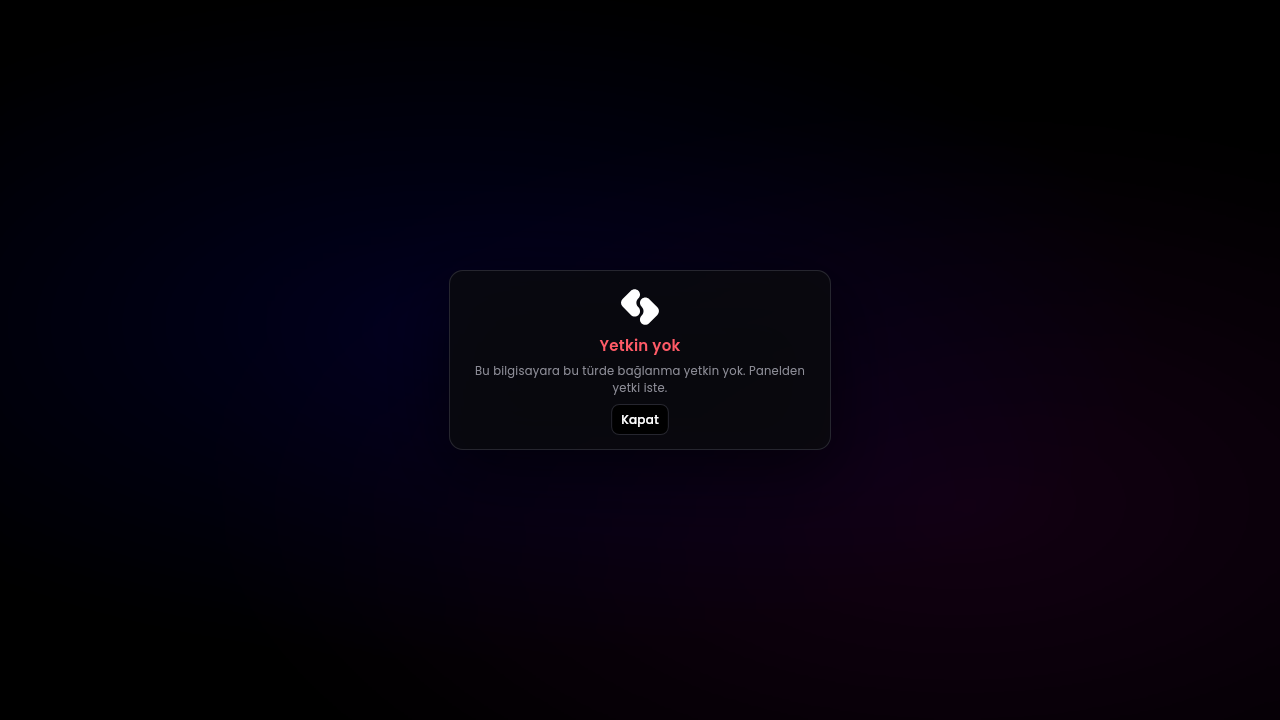 Yetkin yok
Bu bilgisayara bu türde bağlanma yetkin yok. Panelden
yetki iste.
Kapat